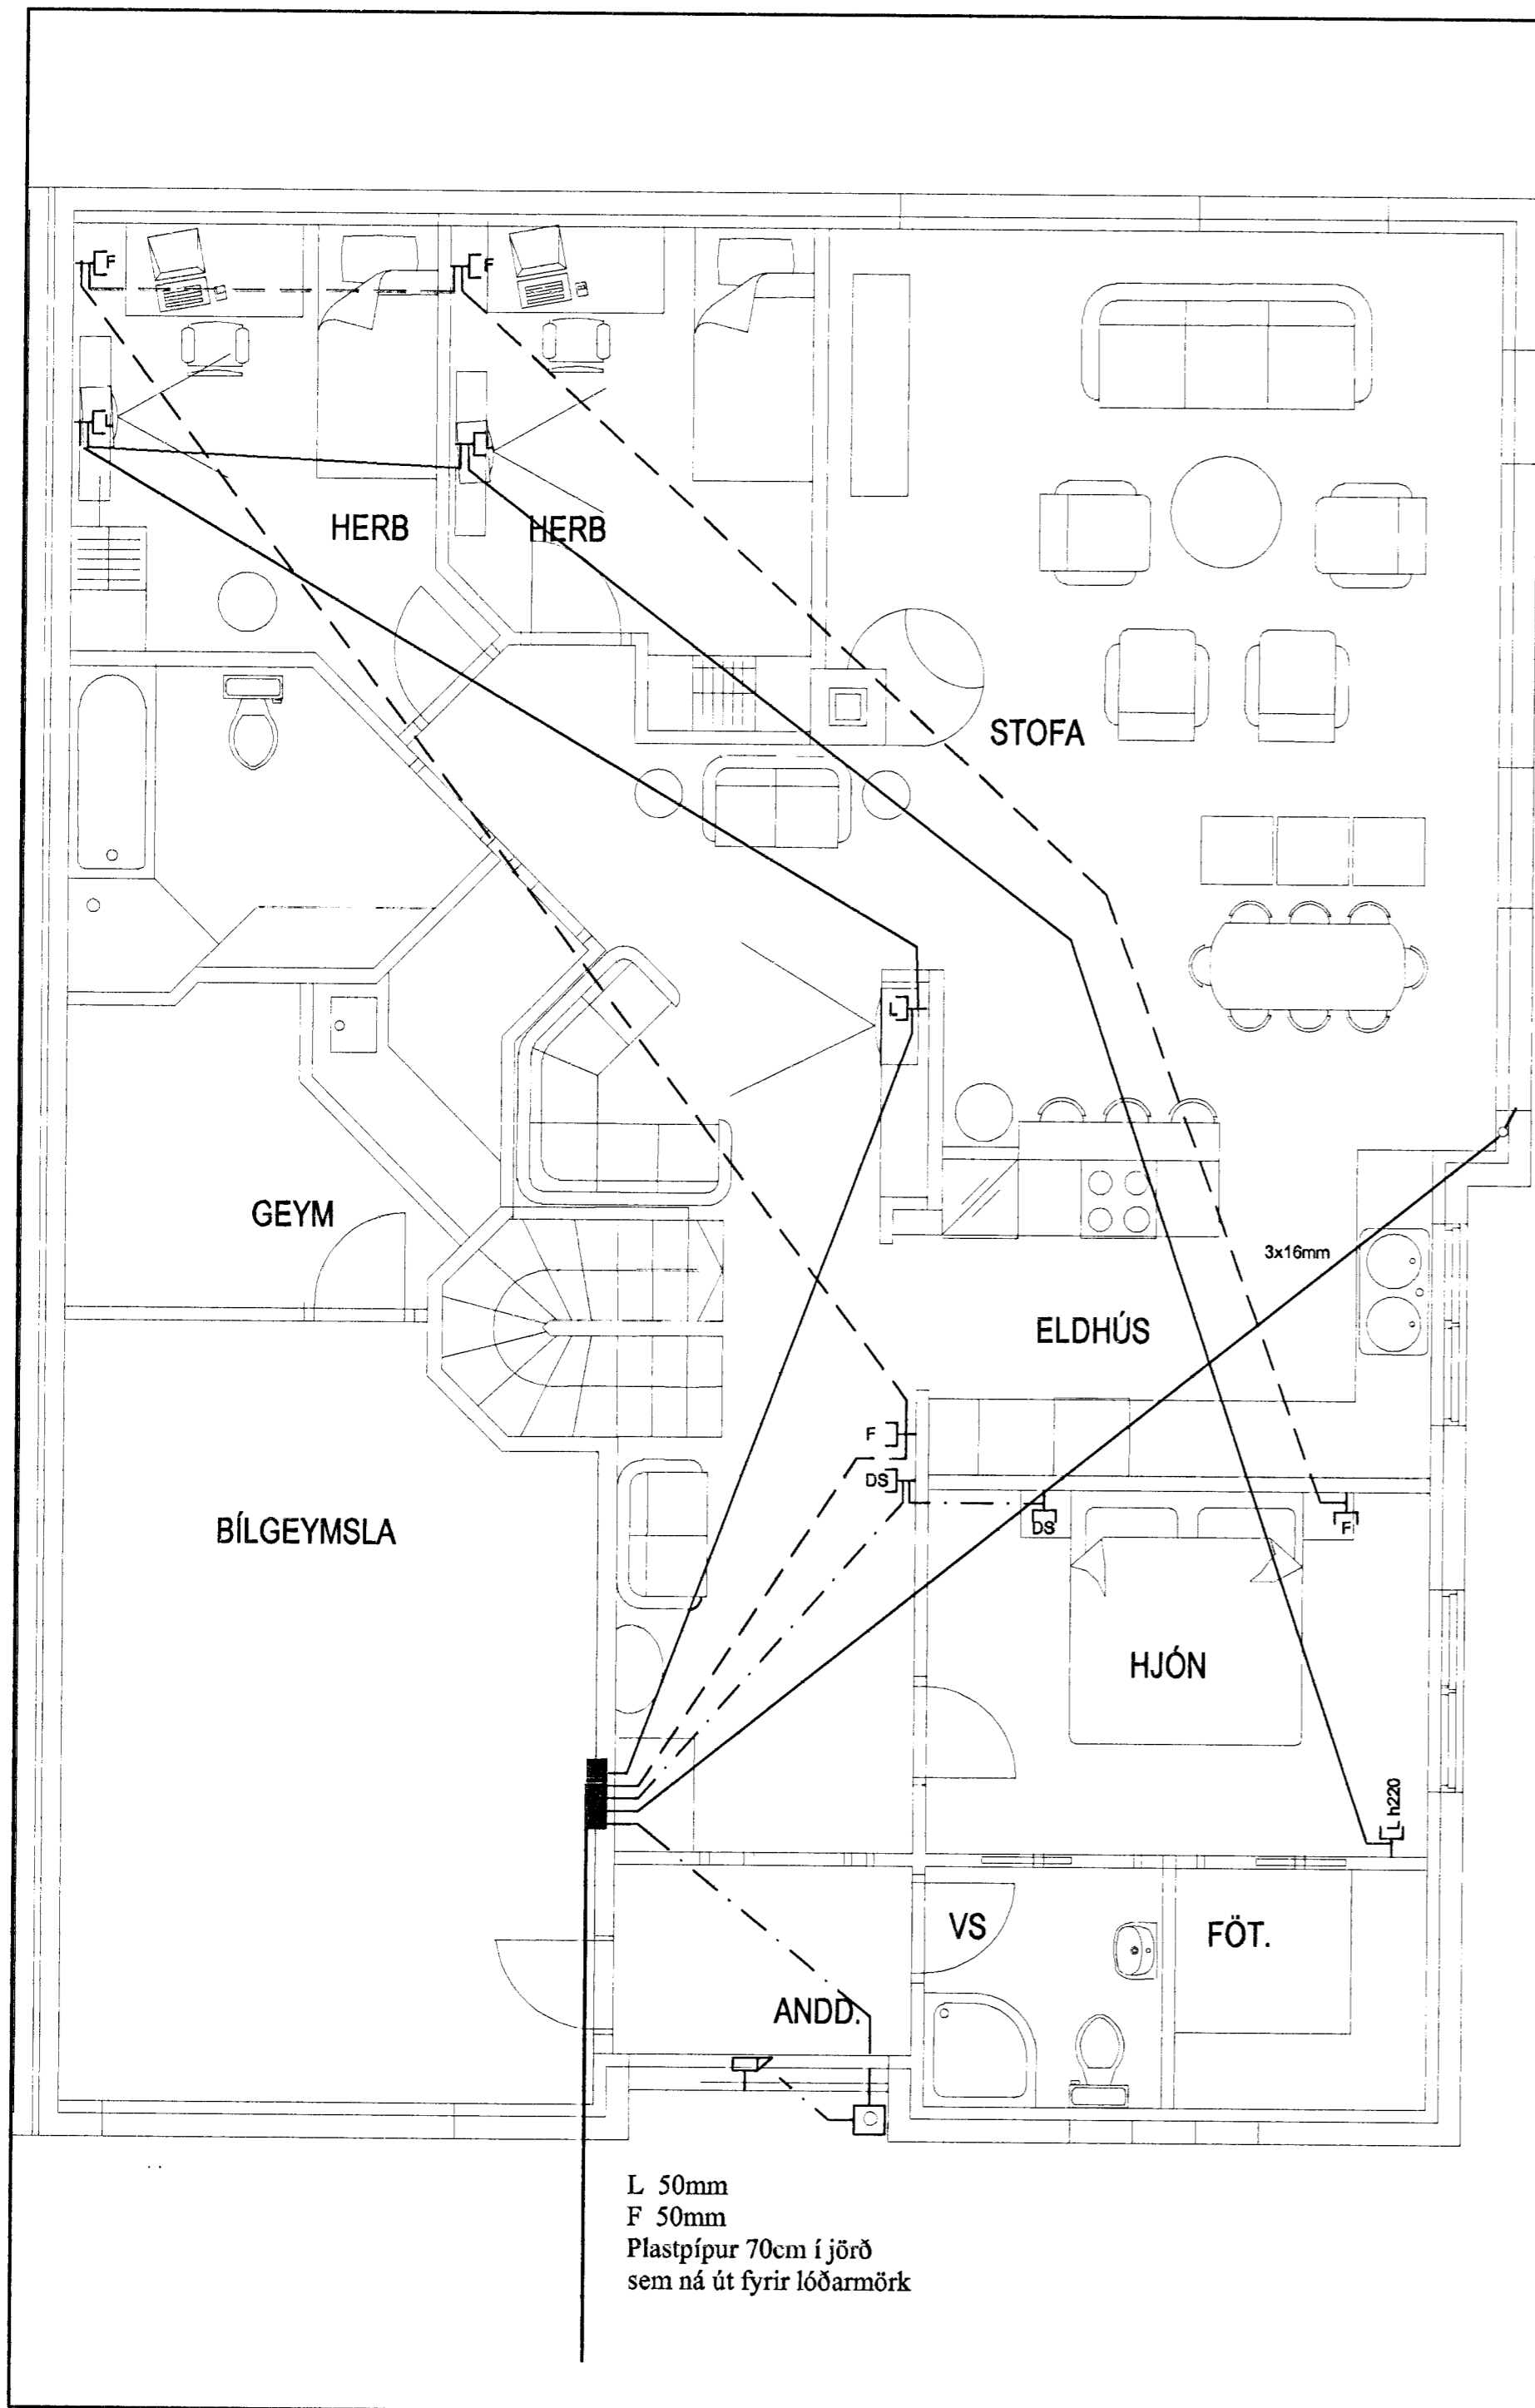 F
F
L
L
HERB
HERB
STOFA
L
GEYM
3x16mm
ELDHÚS
F
DS
DS
F
BÍLGEYMSLA
HJÓN
L h220
VS
FÖT.
ANDD.
L 50mm
F 50mm
Plastpípur 70cm í jörð
sem ná út fyrir lóðarmörk